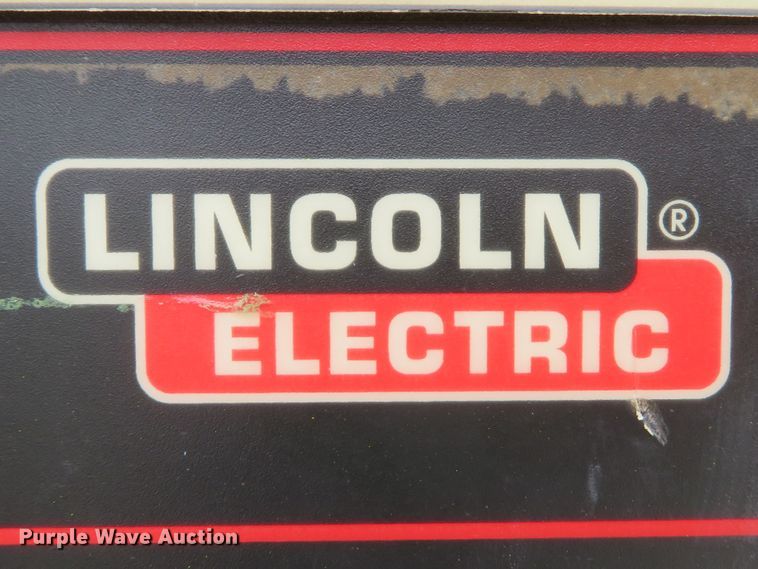 LINCOLN ®
ELECTRIC
Purple Wave Auction®